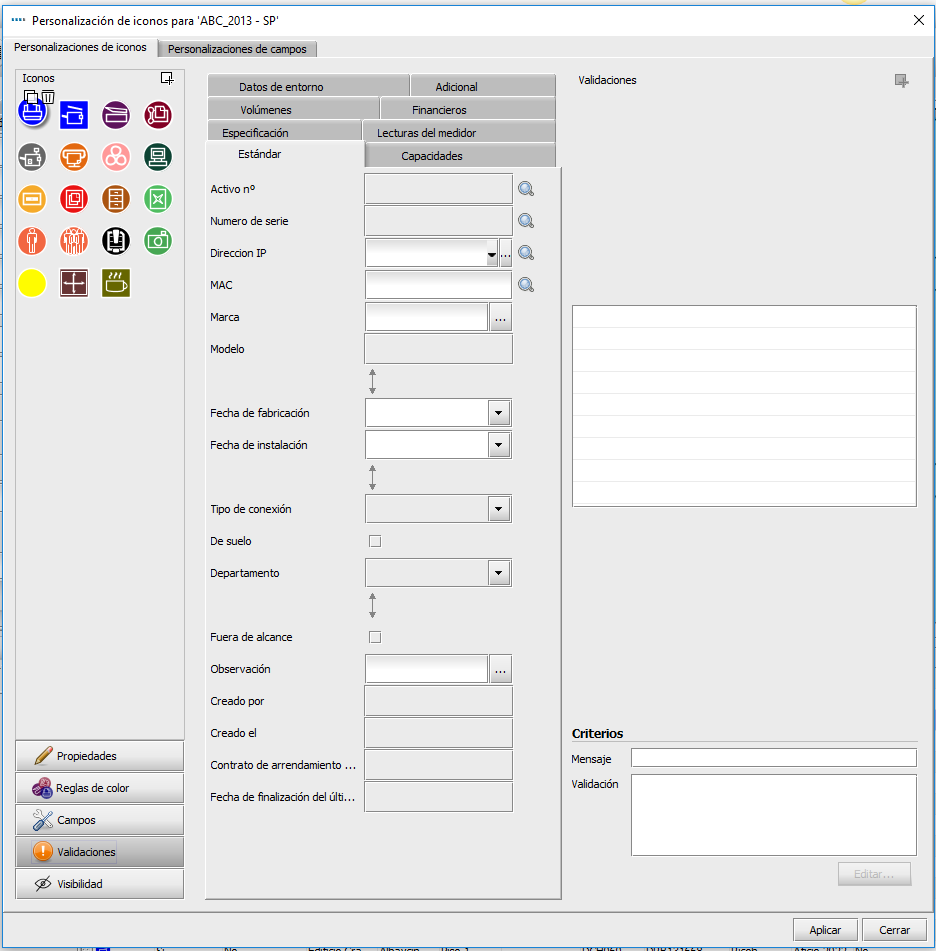 Personalización de iconos para 'ABC_2013 - SP'
Personalizaciones de iconos
Personalizaciones de campos
Iconos
Datos de entorno
Adicional
Volúmenes
Financieros
Especificación
Lecturas del medidor
Estándar
Capacidades
Activo nº
Numero de serie
Direccion IP
...
MAC
Marca
...
Modelo
Fecha de fabricación
Fecha de instalación
Tipo de conexión
De suelo
Departamento
Fuera de alcance
Observación
...
Creado por
Creado el
Contrato de arrendamiento ...
Fecha de finalización del últi...
Validaciones
Criterios
Mensaje
Validación
Editar...
Propiedades
Reglas de color
Campos
Validaciones
Visibilidad
Aplicar
Cerrar